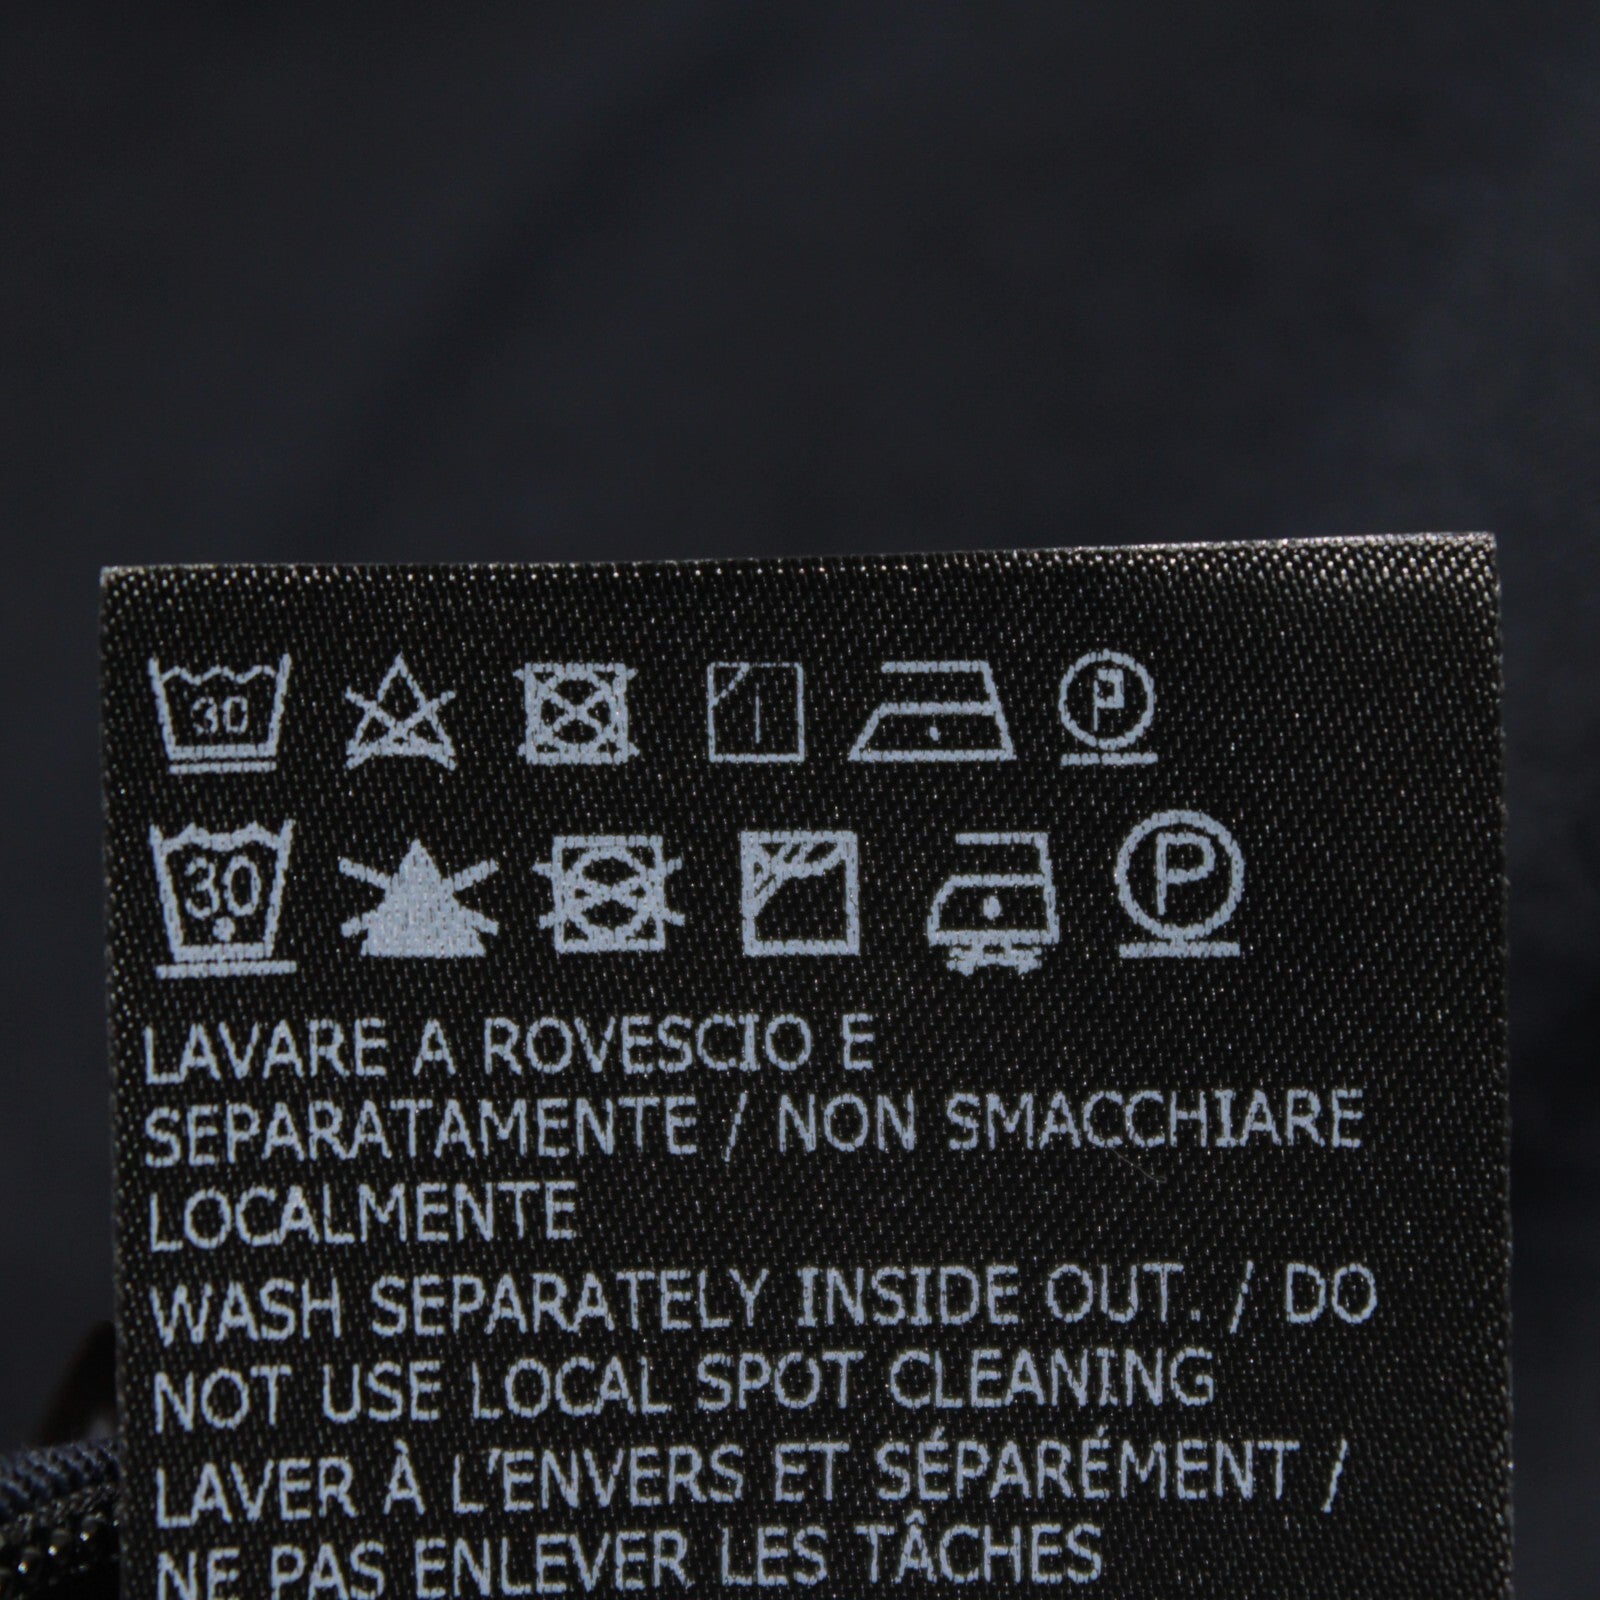 30 P
30 P
LAVARE A ROVESCIO E
SEPARATAMENTE / NON SMACCHIARE
LOCALMENTE
WASH SEPARATELY INSIDE OUT. / DO
NOT USE LOCAL SPOT CLEANING
LAVER À L'ENVERS ET SÉPARÉMENT /
NE PAS ENLEVER LES TÂCHES